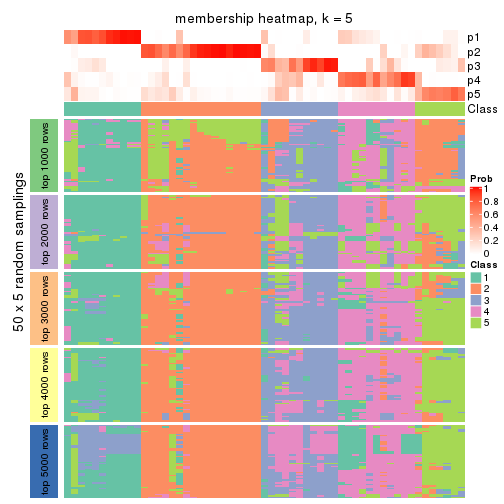 membership heatmap, k = 5
p1
p2
p3
p4
p5
Class
50 x 5 random samplings
top 1000 rows
top 2000 rows
top 3000 rows
top 4000 rows
top 5000 rows
Prob
1
0.8
0.6
0.4
0.2
0
Class
1
2
3
4
5